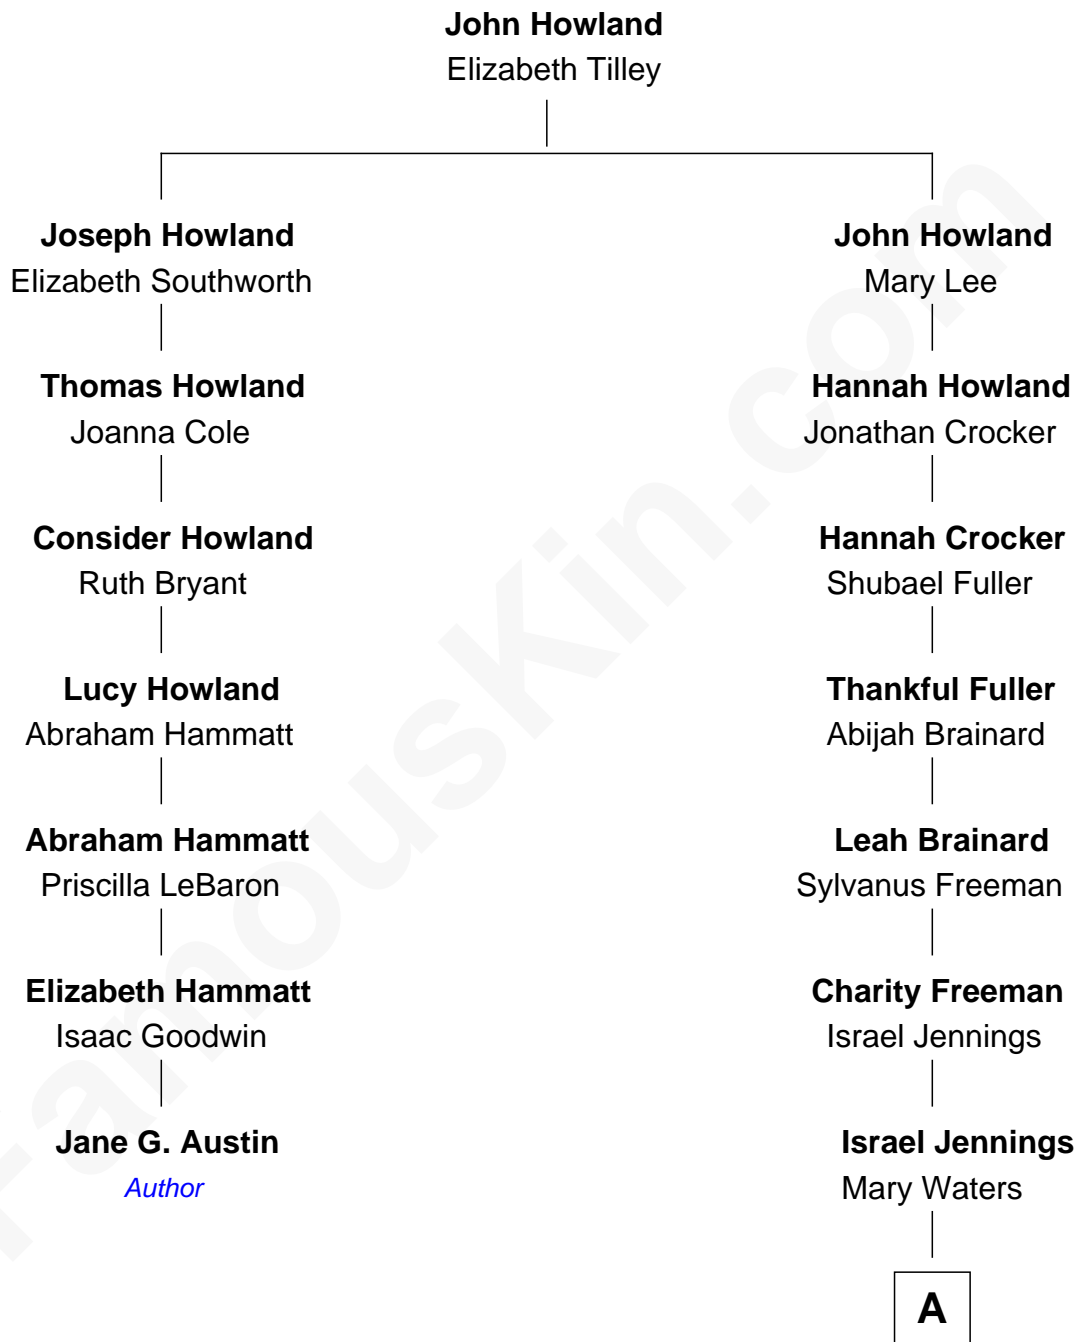 John Howland
Elizabeth Tilley
Joseph Howland
Elizabeth Southworth
Thomas Howland
Joanna Cole
Consider Howland
Ruth Bryant
Lucy Howland
Abraham Hammatt
Abraham Hammatt
Priscilla LeBaron
Elizabeth Hammatt
Isaac Goodwin
Jane G. Austin
Author
John Howland
Mary Lee
Hannah Howland
Jonathan Crocker
Hannah Crocker
Shubael Fuller
Thankful Fuller
Abijah Brainard
Leah Brainard
Sylvanus Freeman
Charity Freeman
Israel Jennings
Israel Jennings
Mary Waters
A
FamousKin.com